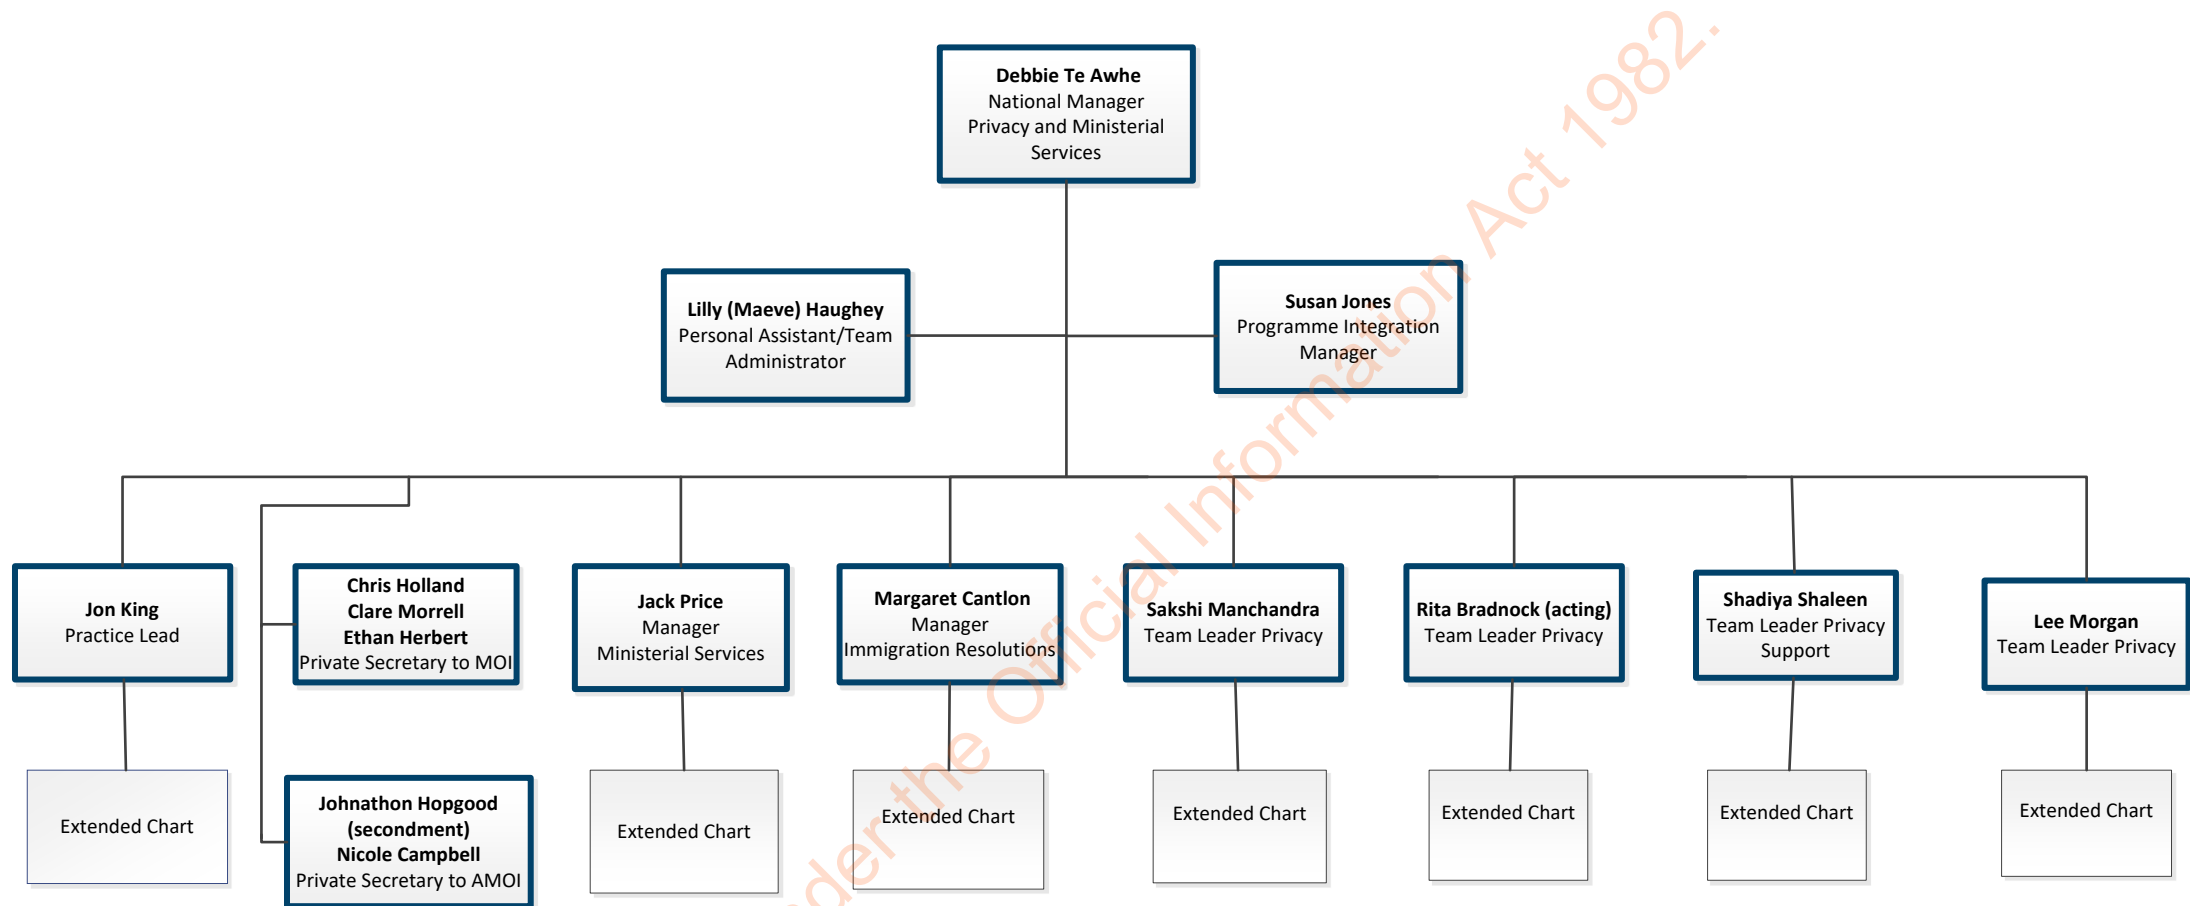 Debbie Te Awhe
National Manager
Privacy and Ministerial
Services
Lilly (Maeve) Haughey
Personal Assistant/Team
Administrator
Susan Jones
Programme Integration
Manager
Jon King
Practice Lead
Chris Holland
Clare Morrell
Ethan Herbert
Private Secretary to MOI
Jack Price
Manager
Ministerial Services
Margaret Cantlon
Manager
Immigration Resolutions
Sakshi Manchandra
Team Leader Privacy
Rita Bradnock (acting)
Team Leader Privacy
Shadiya Shaleen
Team Leader Privacy
Support
Lee Morgan
Team Leader Privacy
Extended Chart
Johnathon Hopgood
(secondment)
Nicole Campbell
Private Secretary to AMOI
Extended Chart
Extended Chart
Extended Chart
Extended Chart
Extended Chart
Extended Chart
the Official Information Act 1982.